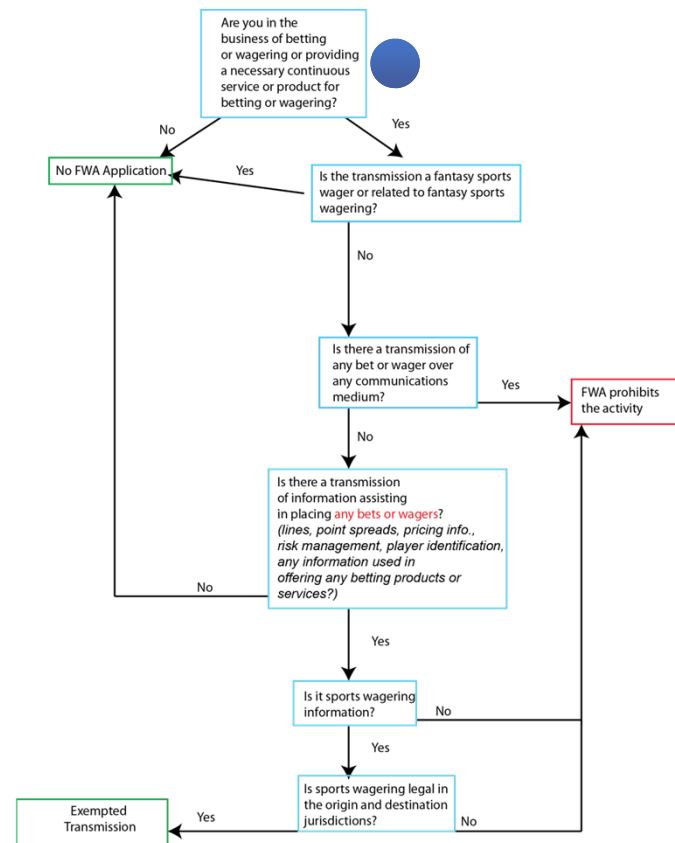 Are you in the
business of betting
or wagering or providing
a necessary continuous
service or product for
betting or wagering?
No
Yes
No FWA Application
Yes
Is the transmission a fantasy sports
wager or related to fantasy sports
wagering?
No
Is there a transmission of
any bet or wager over
any communications
medium?
Yes
FWA prohibits
the activity
No
Is there a transmission
of information assisting
in placing any bets or wagers?
(lines, point spreads, pricing info.,
risk management, player identification,
any information used in
offering any betting products or
services?)
No
Yes
Is it sports wagering
information?
No
Yes
Is sports wagering legal in
the origin and destination
jurisdictions?
Yes
No
Exempted
Transmission